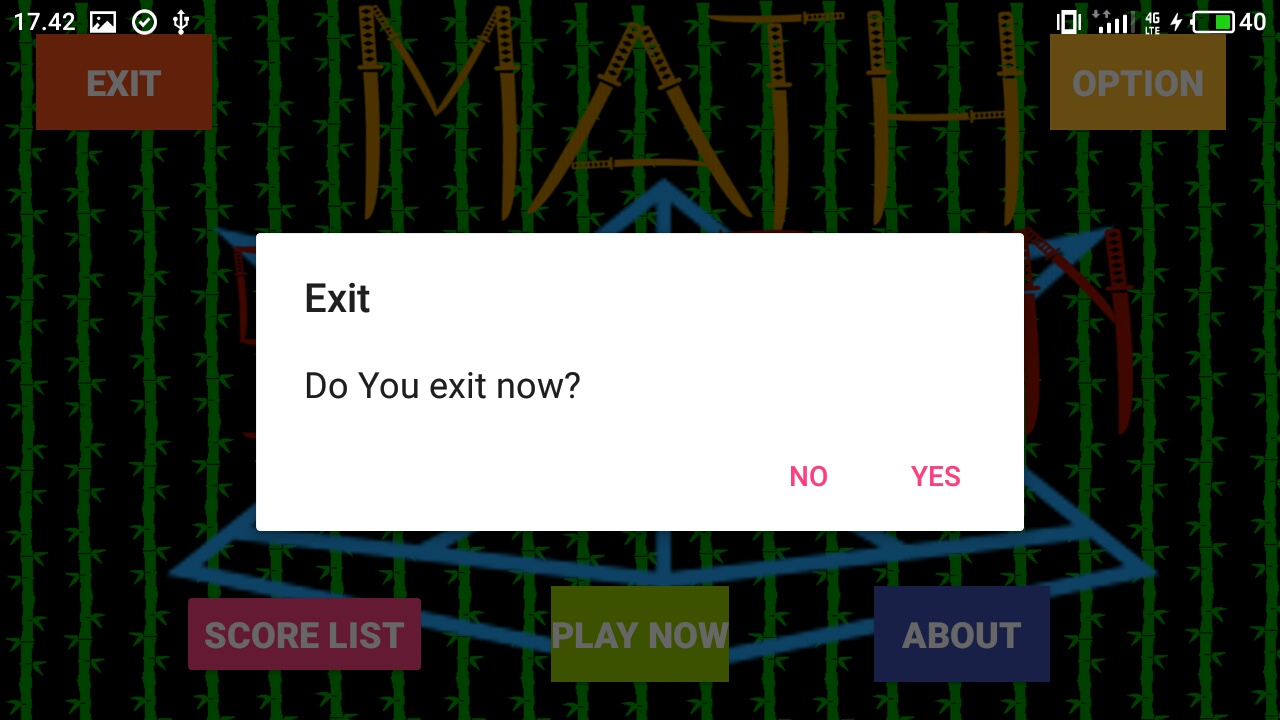 17.42 4G LTE 40
EXIT
OPTION
MATH
Exit
Do You exit now?
NO YES
SCORE LIST
PLAY NOW
ABOUT